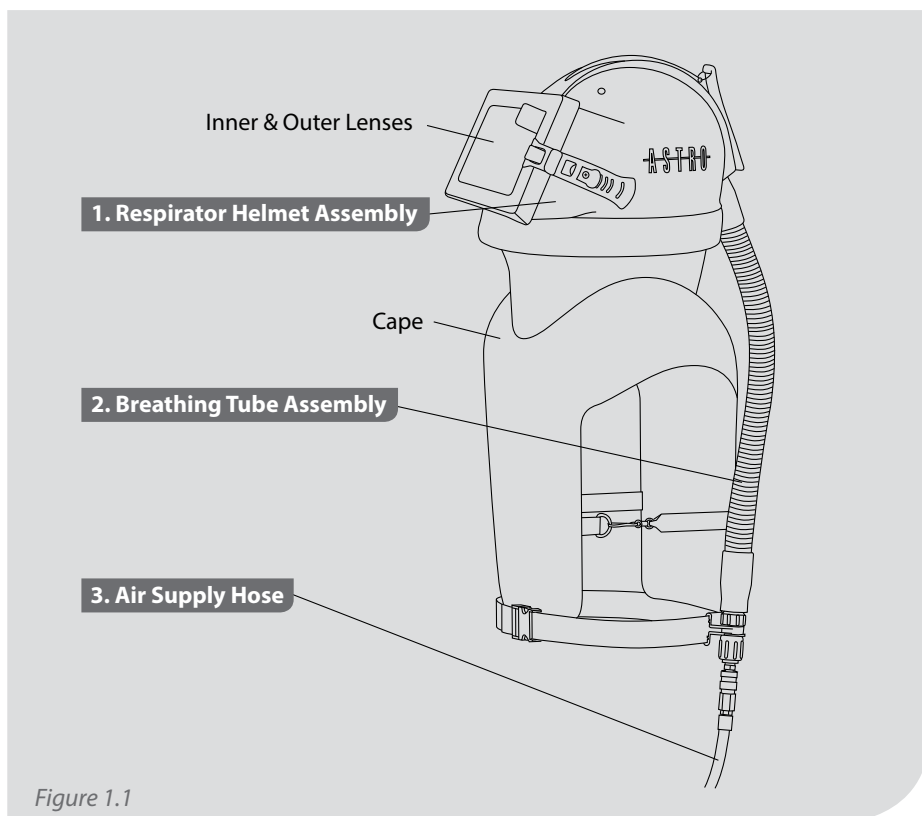 Inner & Outer Lenses
ASTRO
1. Respirator Helmet Assembly
Cape
2. Breathing Tube Assembly
3. Air Supply Hose
Figure 1.1